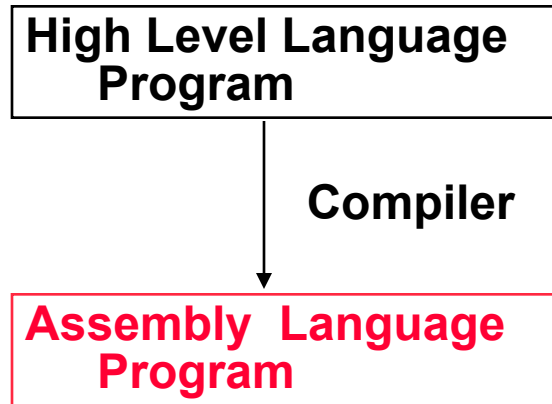 High Level Language
Program
Compiler
Assembly Language
Program